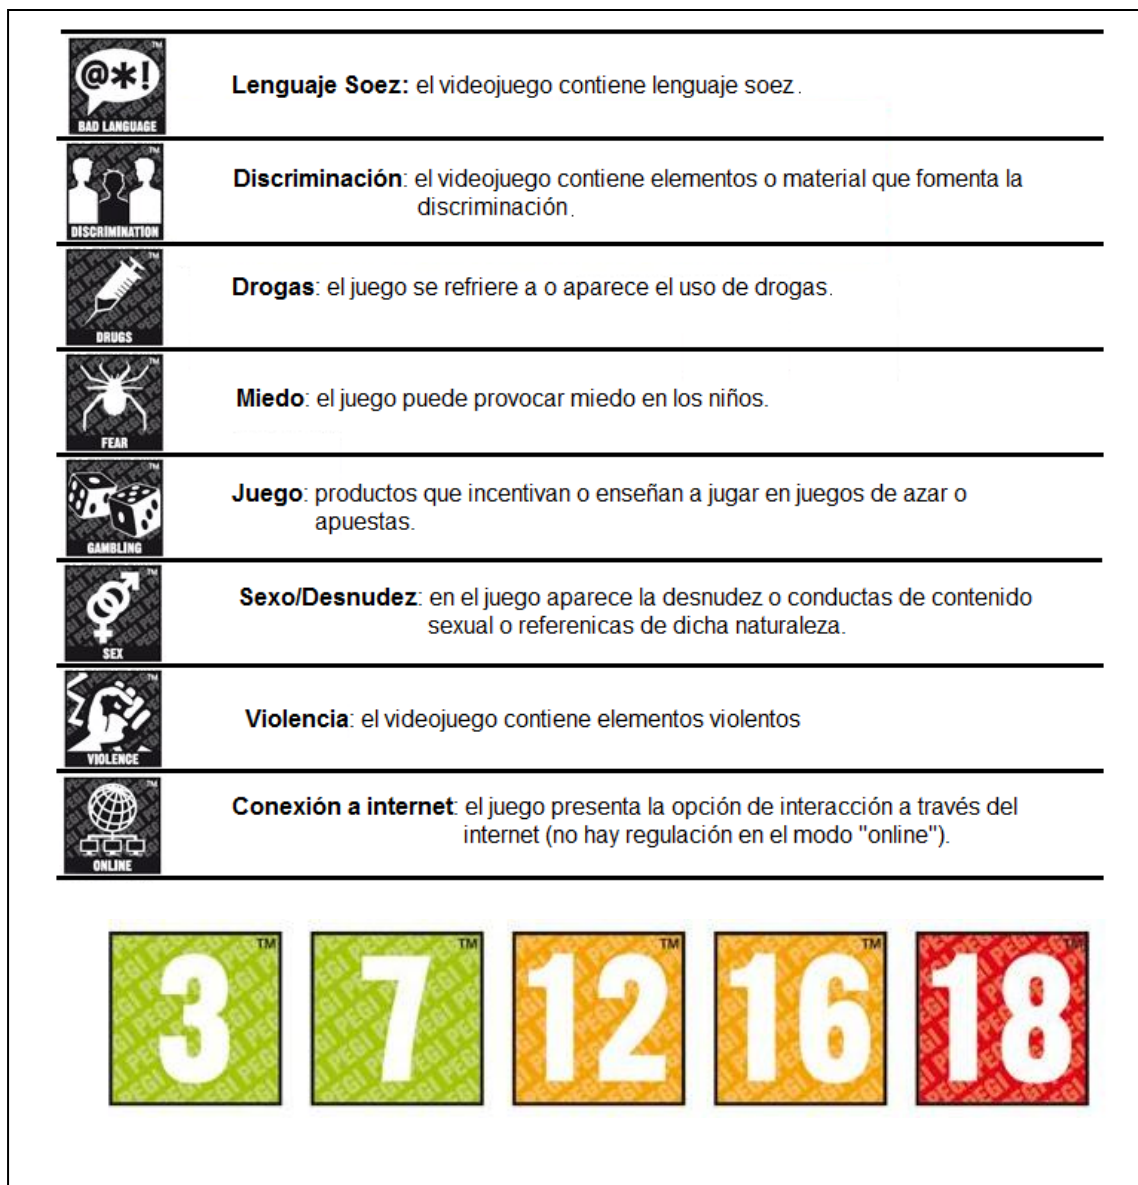 @*!
BAD LANGUAGE
Lenguaje Soez: el videojuego contiene lenguaje soez.
DISCRIMINATION
Discriminación: el videojuego contiene elementos o material que fomenta la
discriminación.
DRUGS
Drogas: el juego se refriere a o aparece el uso de drogas.
FEAR
Miedo: el juego puede provocar miedo en los niños.
GAMBLING
Juego: productos que incentivan o enseñan a jugar en juegos de azar o
apuestas.
SEX
Sexo/Desnudez: en el juego aparece la desnudez o conductas de contenido
sexual o referenicas de dicha naturaleza.
VIOLENCE
Violencia: el videojuego contiene elementos violentos
ONLINE
Conexión a internet: el juego presenta la opción de interacción a través del
internet (no hay regulación en el modo "online").
3 7 12 16 18